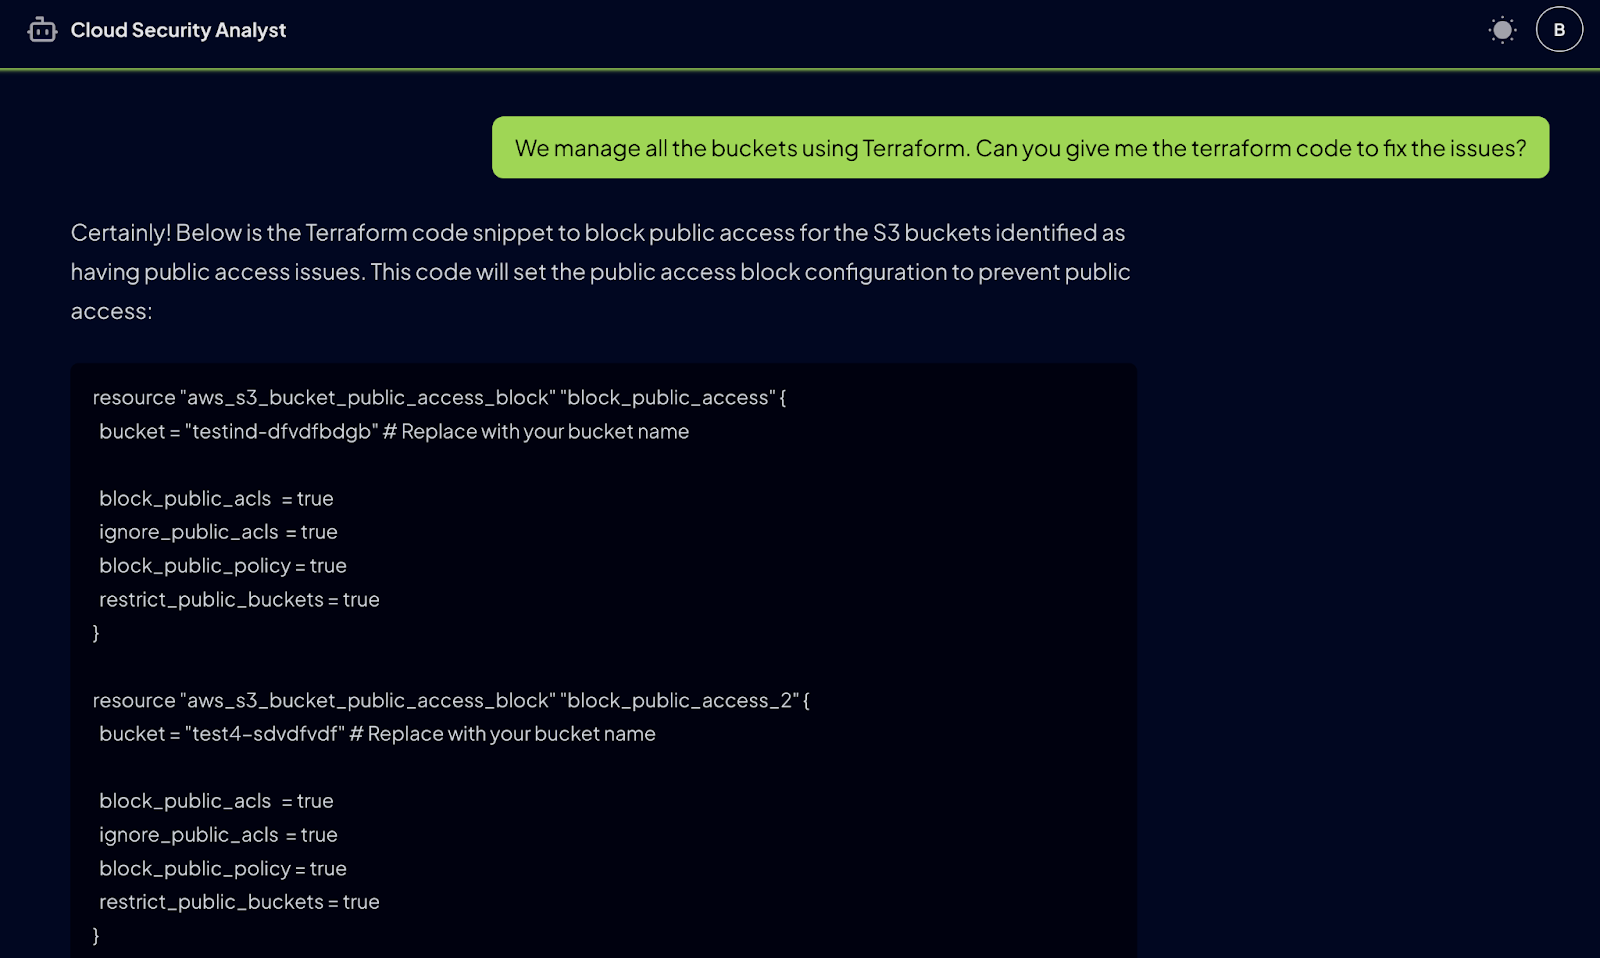 Cloud Security Analyst
B
We manage all the buckets using Terraform. Can you give me the terraform code to fix the issues?
Certainly! Below is the Terraform code snippet to block public access for the S3 buckets identified as
having public access issues. This code will set the public access block configuration to prevent public
access:
resource "aws_s3_bucket_public_access_block" "block_public_access" {
bucket = "testind-dfvdfbdgb" # Replace with your bucket name
block_public_acls = true
ignore_public_acls = true
block_public_policy = true
restrict_public_buckets = true
}
resource "aws_s3_bucket_public_access_block" "block_public_access_2" {
bucket = "test4-sdvdfvdf" # Replace with your bucket name
block_public_acls = true
ignore_public_acls = true
block_public_policy = true
restrict_public_buckets = true
}